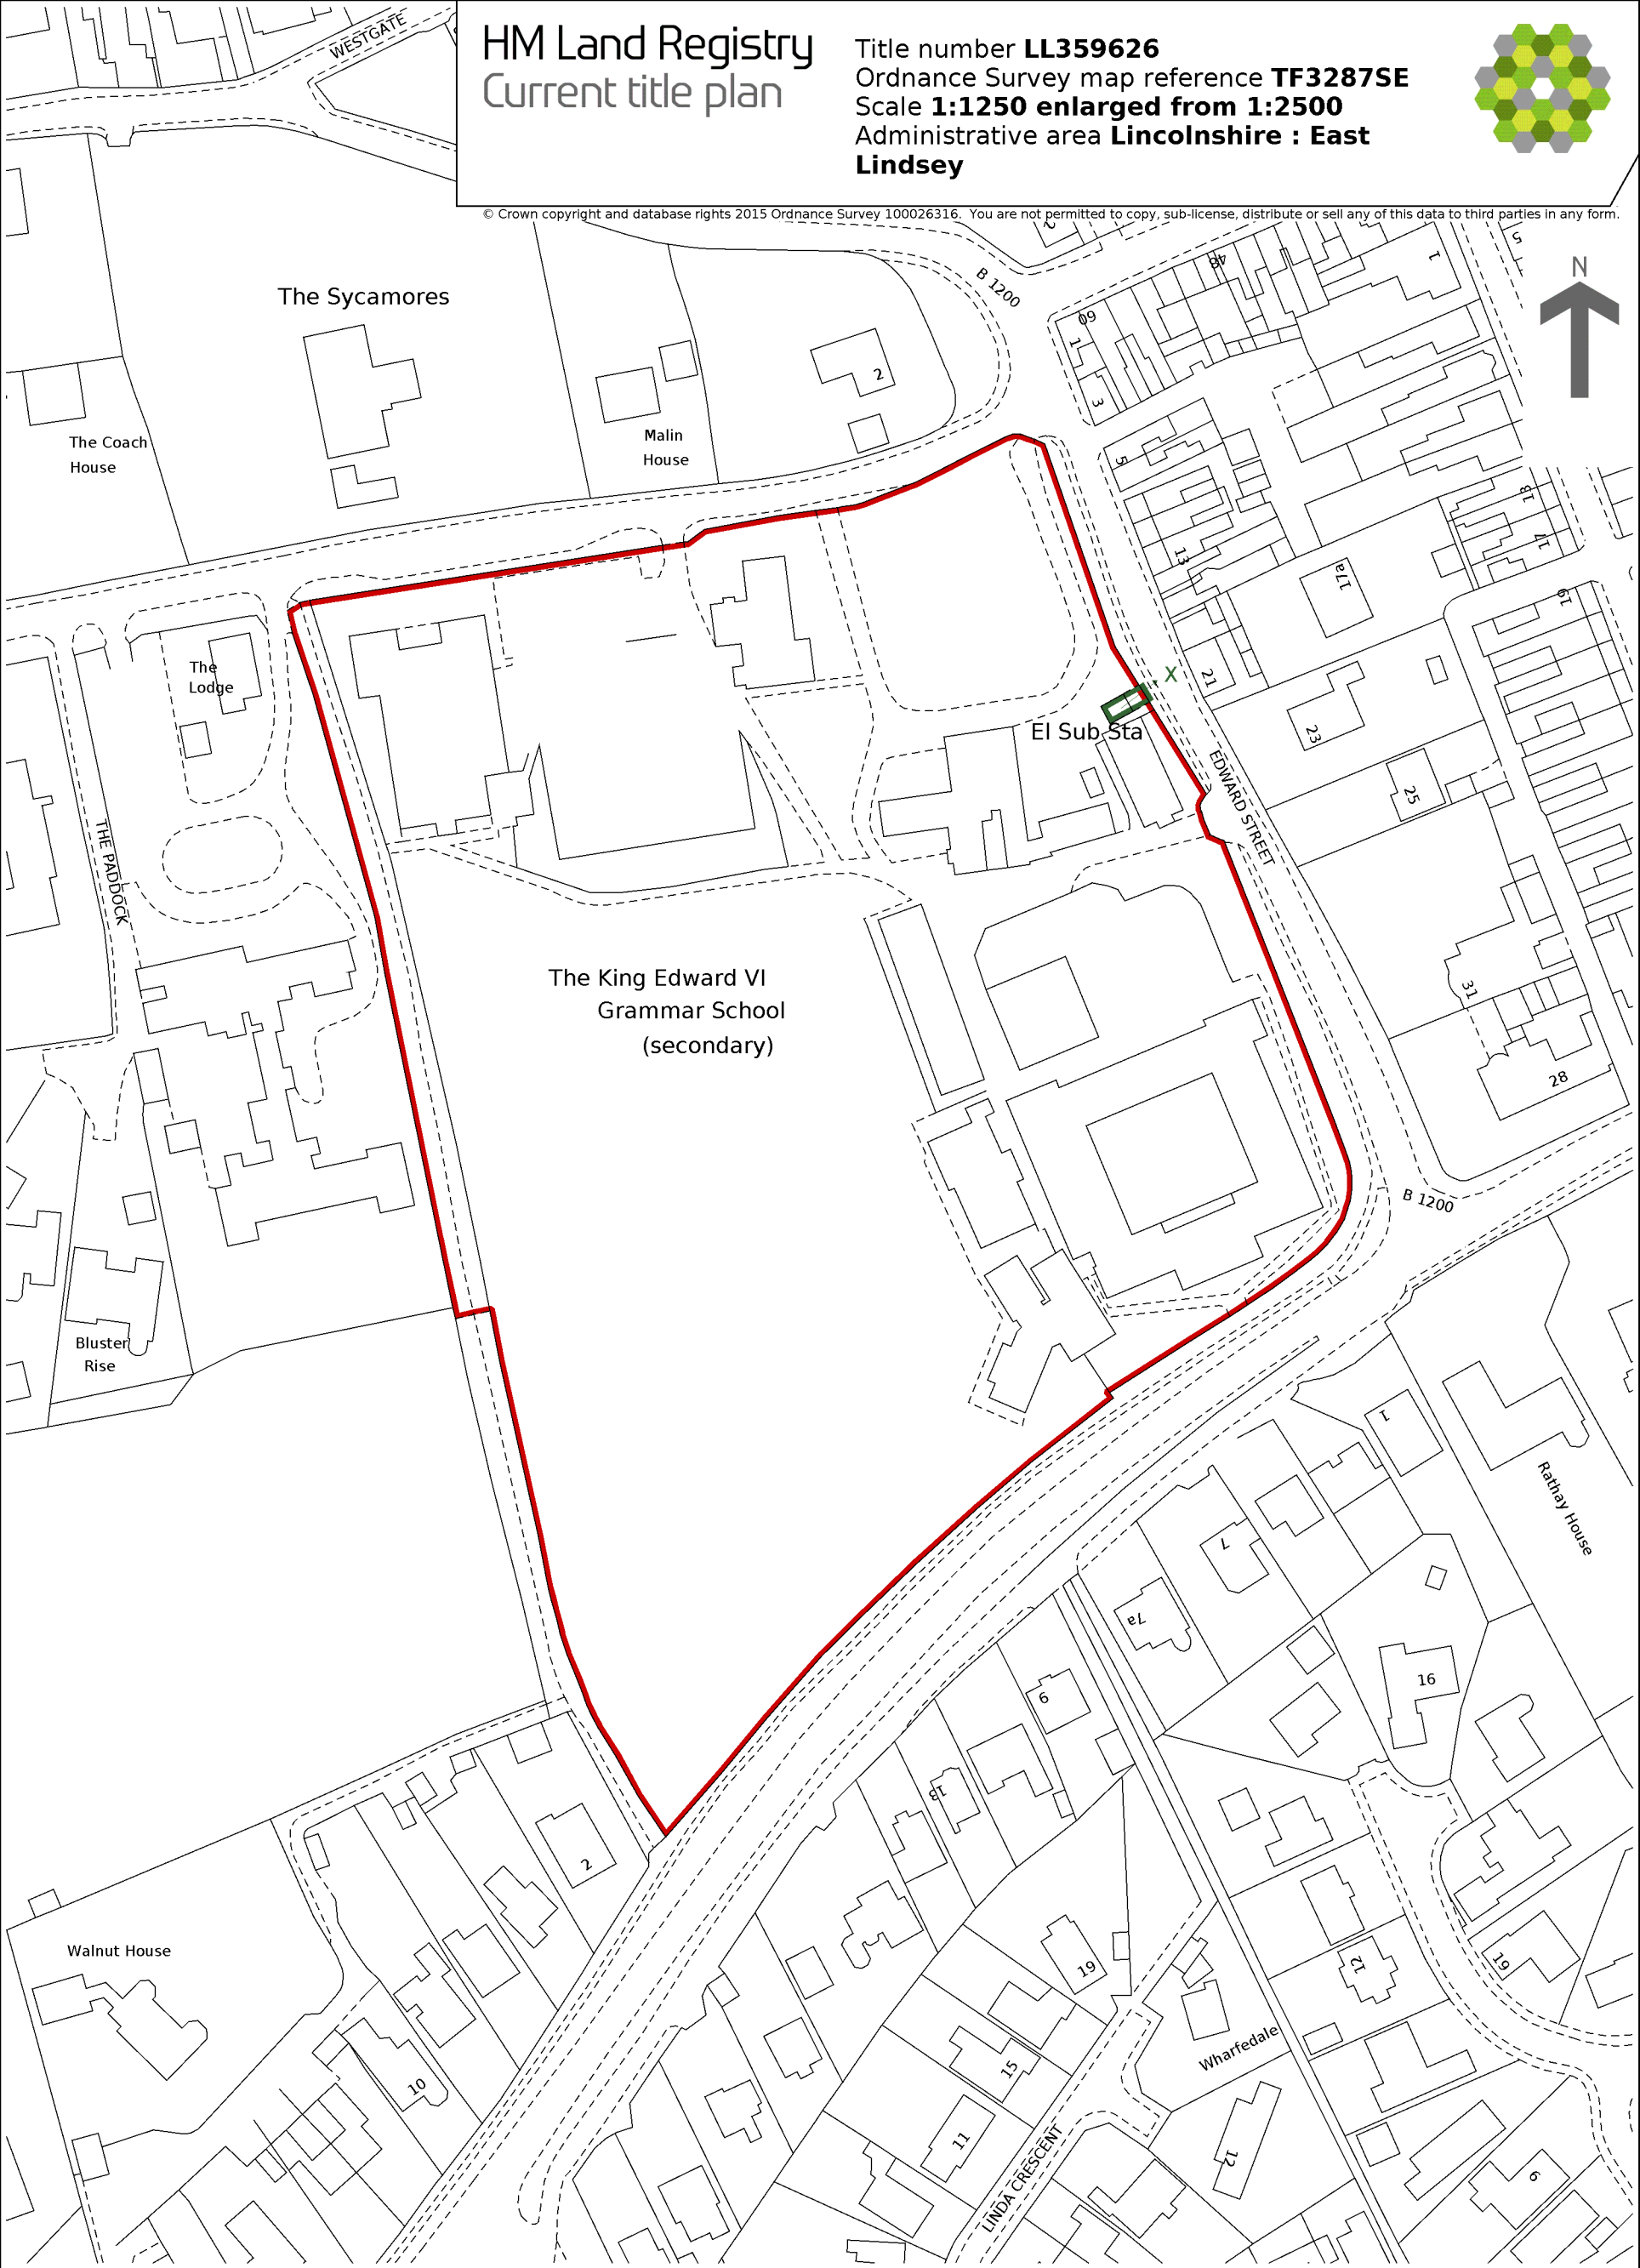 WESTGATE
HM Land Registry
Current title plan
Title number LL359626
Ordnance Survey map reference TF3287SE
Scale 1:1250 enlarged from 1:2500
Administrative area Lincolnshire : East
Lindsey
© Crown copyright and database rights 2015 Ordnance Survey 100026316. You are not permitted to copy, sub-license, distribute or sell any of this data to third parties in any form.
N
2
5
1
48
60
1
3
B 1200
The Sycamores
2
The Coach
House
Malin
House
5
18
17
13
17a
19
The
Lodge
X
21
El Sub Sta
23
25
EDWARD STREET
THE PADDOCK
The King Edward VI
Grammar School
(secondary)
31
28
B 1200
Bluster
Rise
1
Rathay House
7
7a
16
9
13
2
Walnut House
19
12
19
Wharfedale
15
10
11
12
LINDA CRESCENT
6